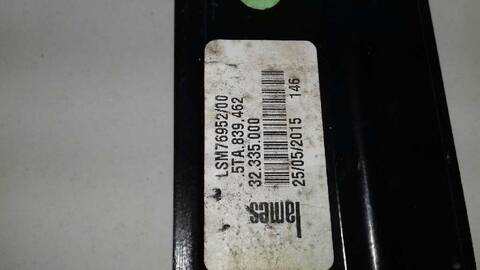 LSM76952/00
.5TA.839.462
32.335.000
25/05/2015 146
lames